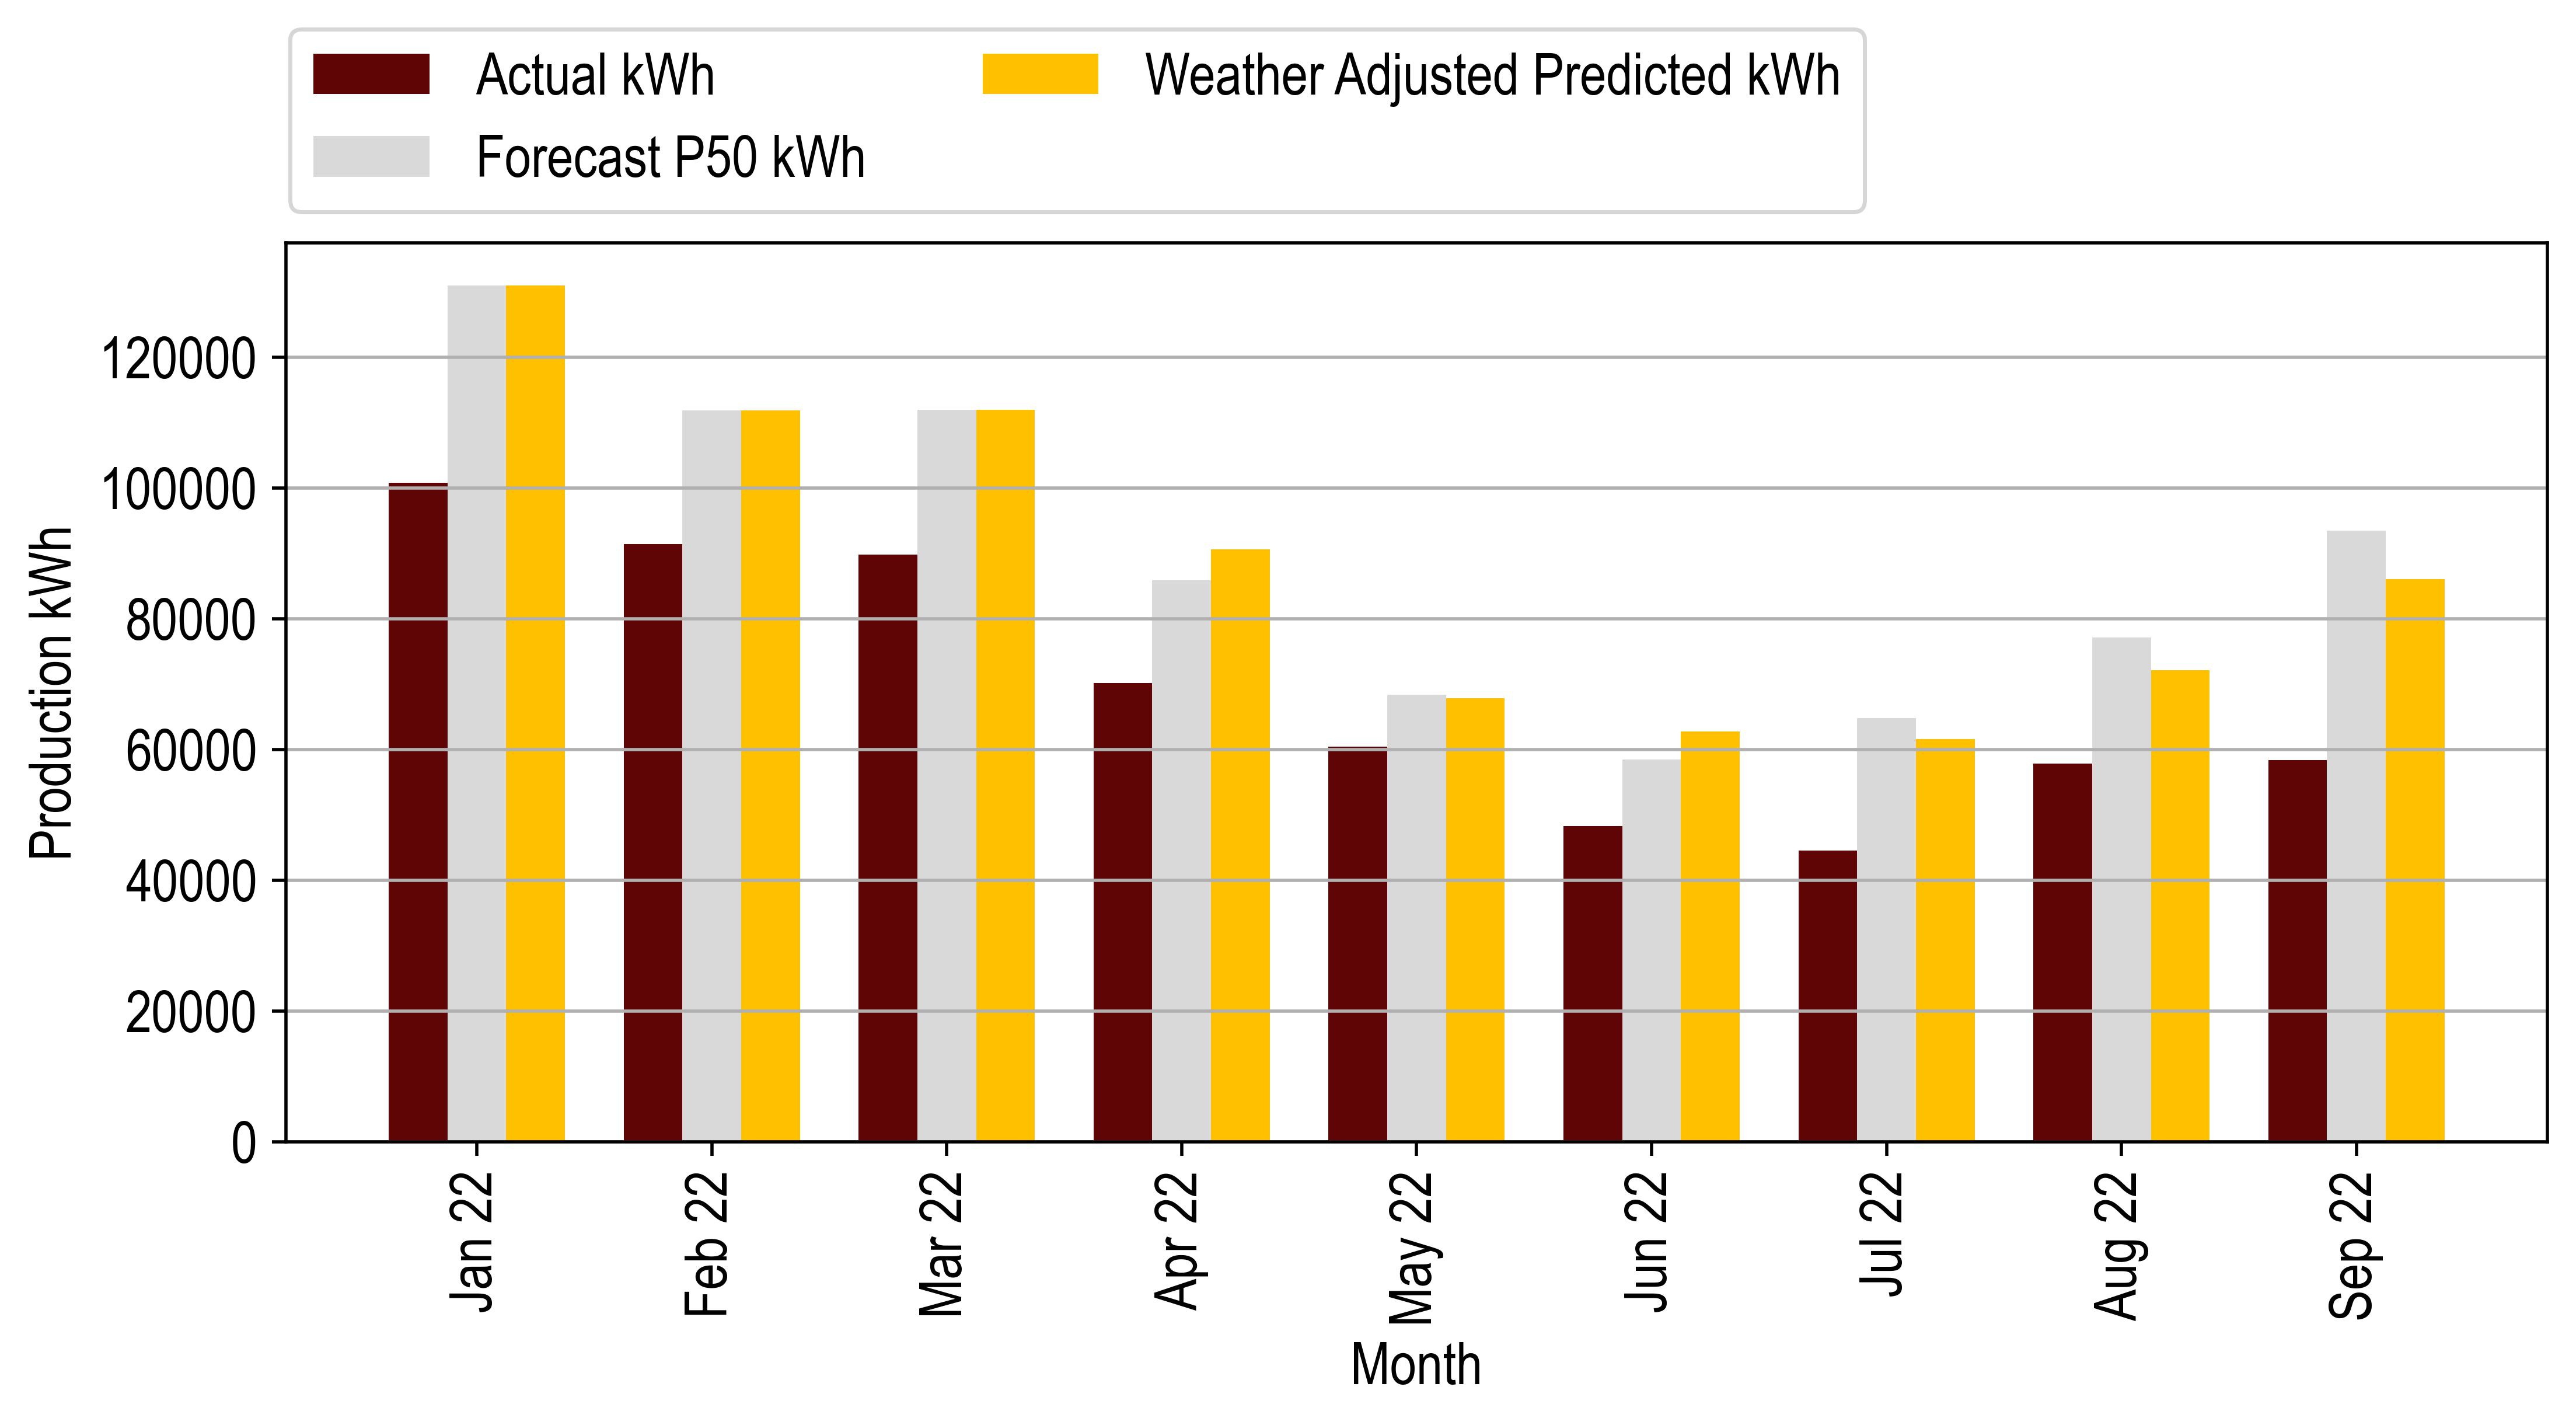 Actual kWh
Forecast P50 kWh
Weather Adjusted Predicted kWh
Production kWh
120000
100000
80000
60000
40000
20000
0
Jan 22
Feb 22
Mar 22
Apr 22
May 22
Jun 22
Jul 22
Aug 22
Sep 22
Month